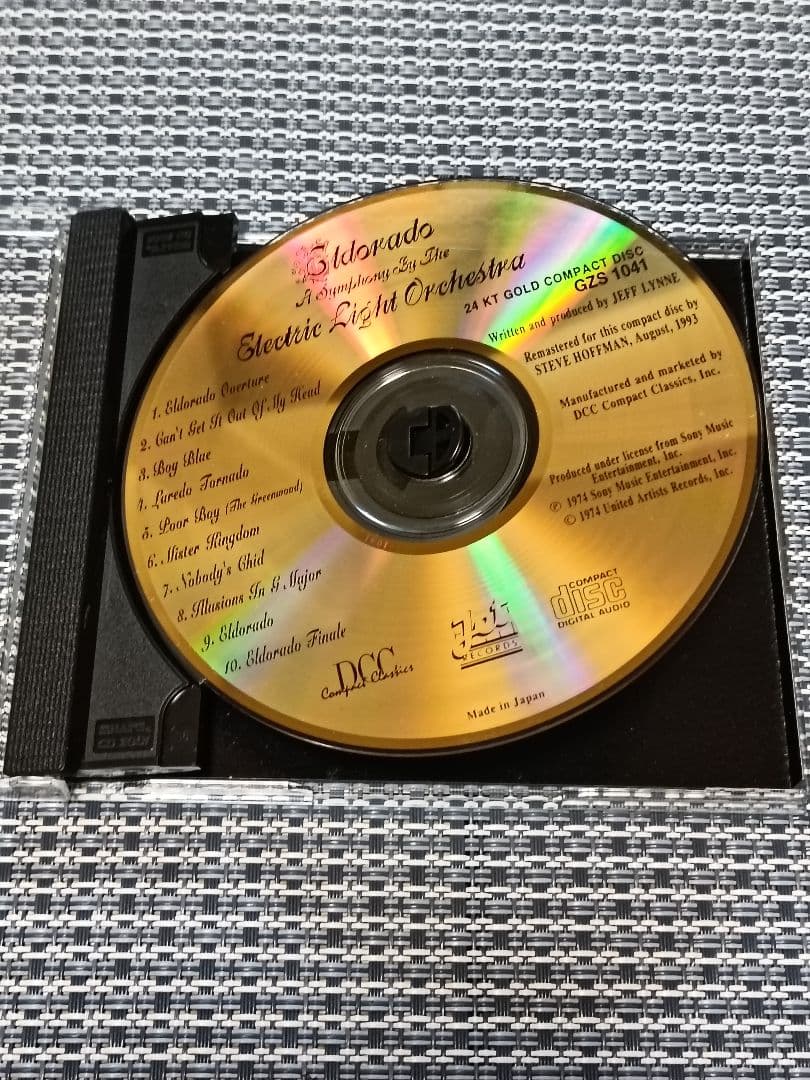 Eldorado
A Symphony By The
Electric Light Orchestra
24 KT GOLD COMPACT DISC
GZS 1041
Written and produced by JEFF LYNNE
Remastered for this compact disc by
STEVE HOFFMAN, August, 1993
Manufactured and marketed by
DCC Compact Classics, Inc.
Produced under license from Sony Music
Entertainment, Inc.
℗ 1974 Sony Music Entertainment, Inc.
© 1974 United Artists Records, Inc.
1. Eldorado Overture
2. Can't Get It Out Of My Head
3. Boy Blue
4. Laredo Tornado
5. Poor Boy (The Greenwood)
6. Mister Kingdom
7. Nobody's Child
8. Illusions In G Major
9. Eldorado
10. Eldorado Finale
DCC
Compact Classics
RECORDS
COMPACT
disc
DIGITAL AUDIO
Made in Japan